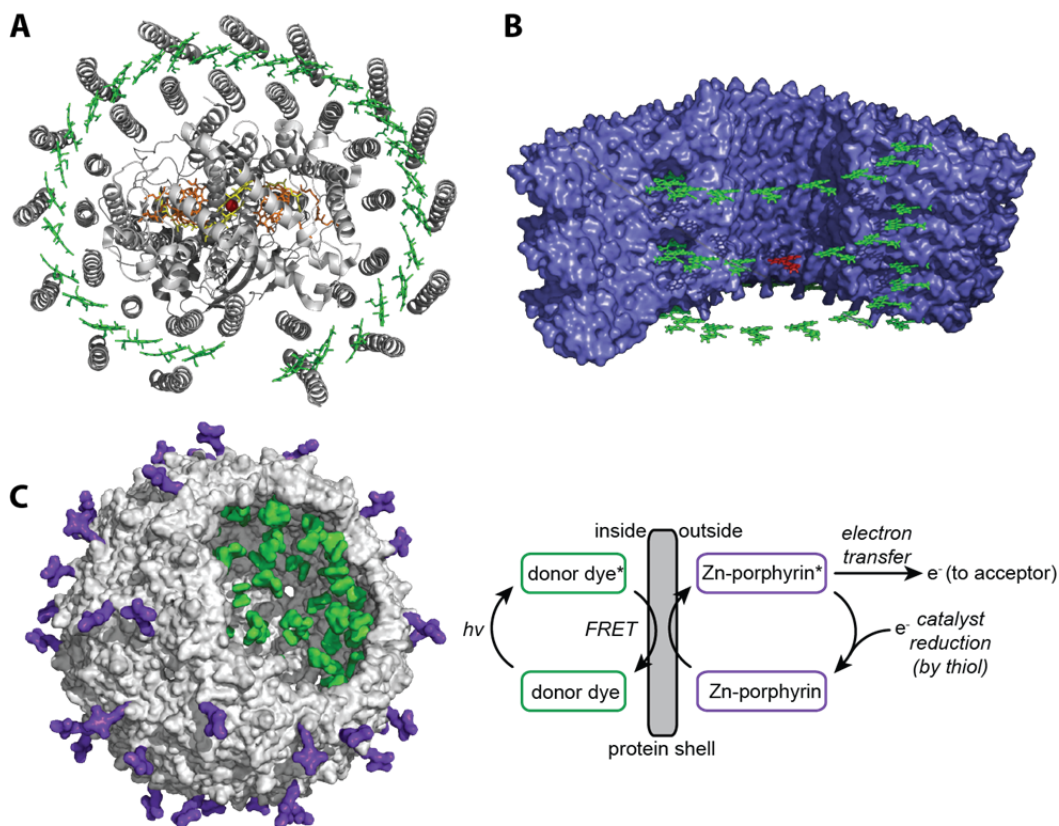 A
B
C
inside
outside
electron
transfer
donor dye*
Zn-porphyrin*
e- (to acceptor)
hν
FRET
e- catalyst
reduction
(by thiol)
donor dye
Zn-porphyrin
protein shell